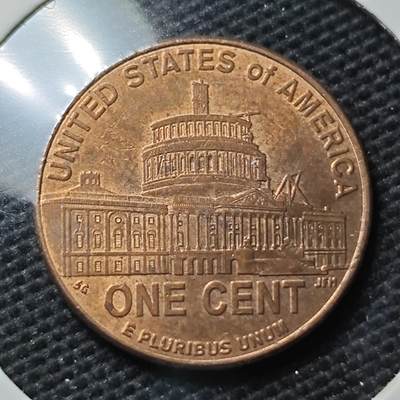 UNITED STATES of AMERICA
SG
JFM
ONE CENT
E PLURIBUS UNUM